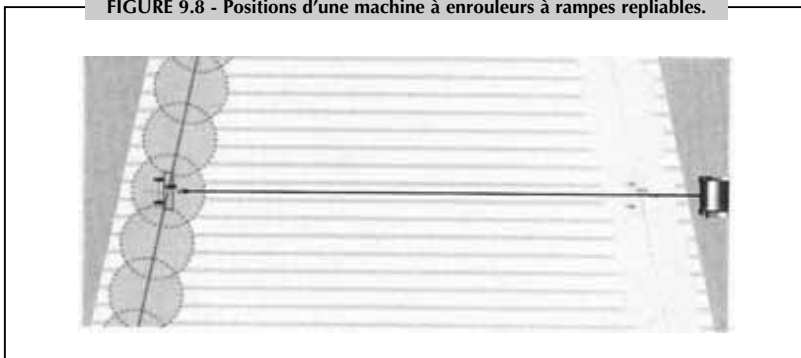 FIGURE 9.8 - Positions d'une machine à enrouleurs à rampes repliables.